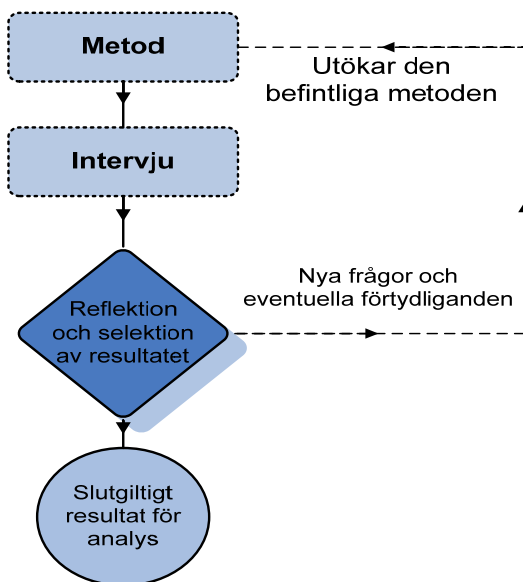 Metod
Utökar den
befintliga metoden
Intervju
Nya frågor och
eventuella förtydliganden
Reflektion
och selektion
av resultatet
Slutgiltigt
resultat för
analys